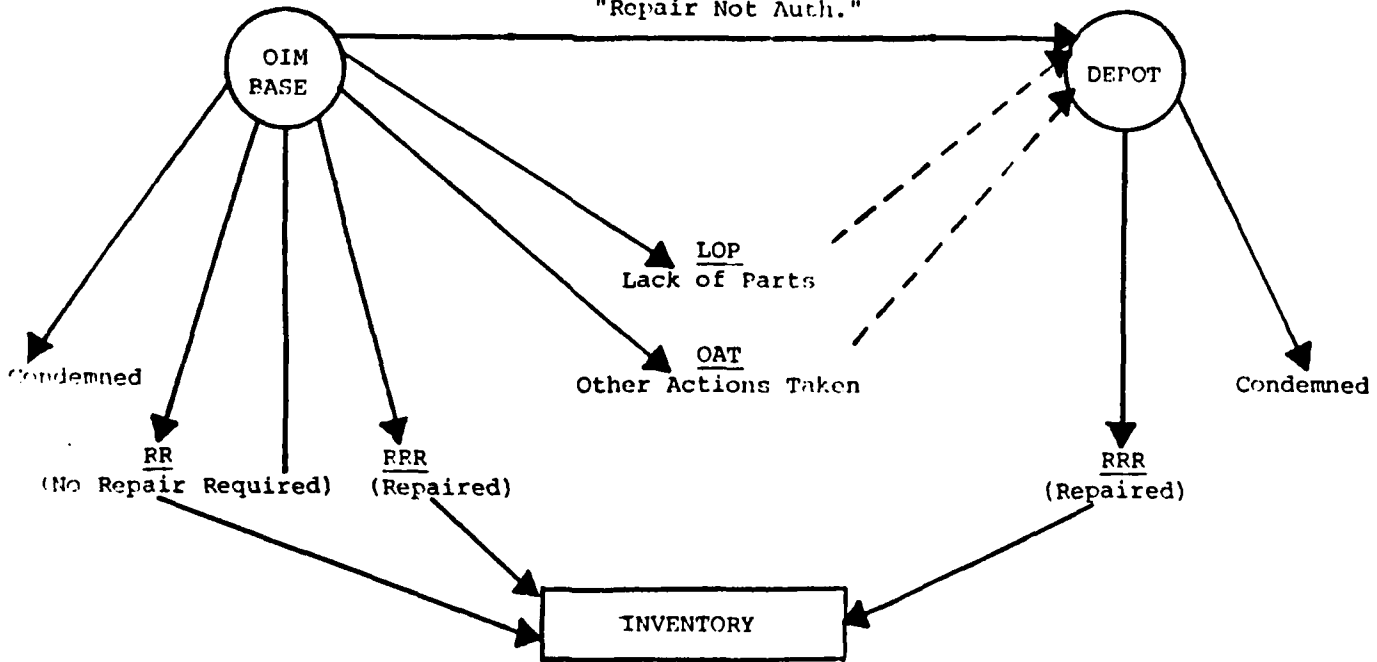 "Repair Not Auth."
OIM
BASE
DEPOT
LOP
Lack of Parts
OAT
Other Actions Taken
Condemned
Condemned
RR
(No Repair Required)
RRR
(Repaired)
RRR
(Repaired)
INVENTORY